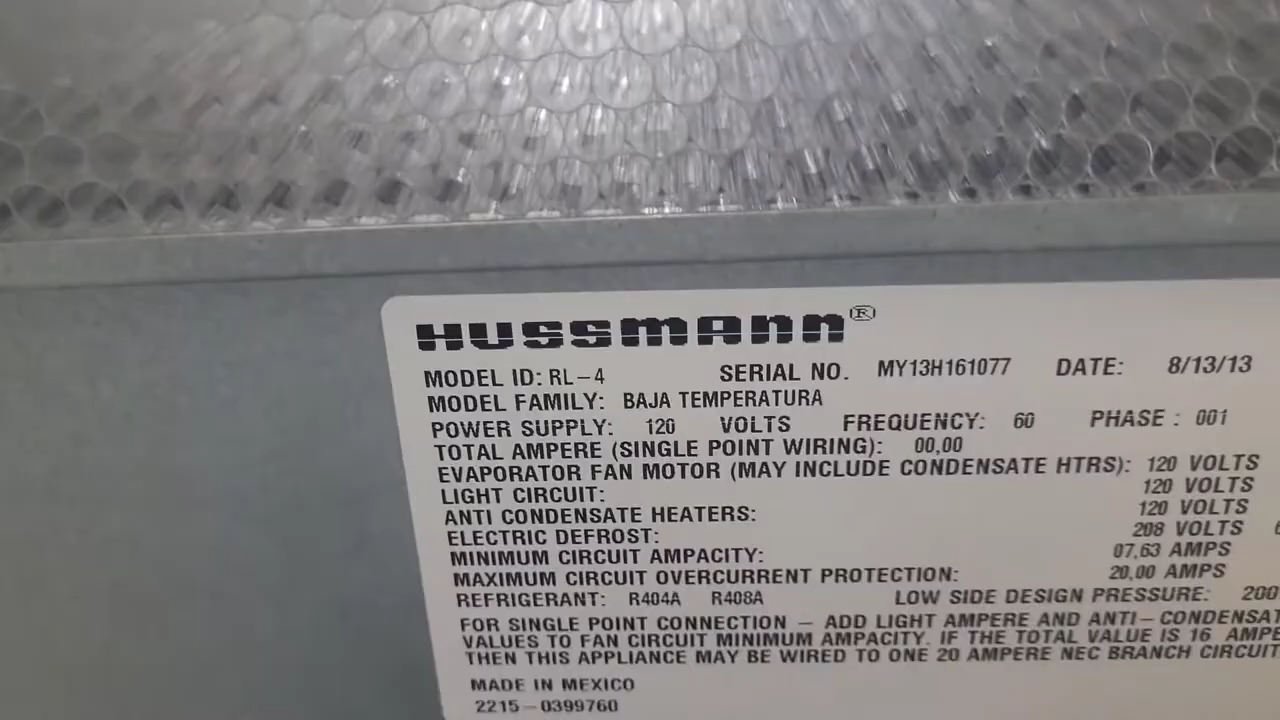 HUSSMANN®
MODEL ID: RL-4 SERIAL NO. MY13H161077 DATE: 8/13/13
MODEL FAMILY: BAJA TEMPERATURA
POWER SUPPLY: 120 VOLTS FREQUENCY: 60 PHASE : 001
TOTAL AMPERE (SINGLE POINT WIRING): 00,00
EVAPORATOR FAN MOTOR (MAY INCLUDE CONDENSATE HTRS): 120 VOLTS
LIGHT CIRCUIT: 120 VOLTS
ANTI CONDENSATE HEATERS: 120 VOLTS
ELECTRIC DEFROST: 208 VOLTS
MINIMUM CIRCUIT AMPACITY: 07,63 AMPS
MAXIMUM CIRCUIT OVERCURRENT PROTECTION: 20,00 AMPS
REFRIGERANT: R404A R408A LOW SIDE DESIGN PRESSURE: 200
FOR SINGLE POINT CONNECTION - ADD LIGHT AMPERE AND ANTI-CONDENSAT
VALUES TO FAN CIRCUIT MINIMUM AMPACITY. IF THE TOTAL VALUE IS 16 AMPE
THEN THIS APPLIANCE MAY BE WIRED TO ONE 20 AMPERE NEC BRANCH CIRCUIT
MADE IN MEXICO
2215-0399760